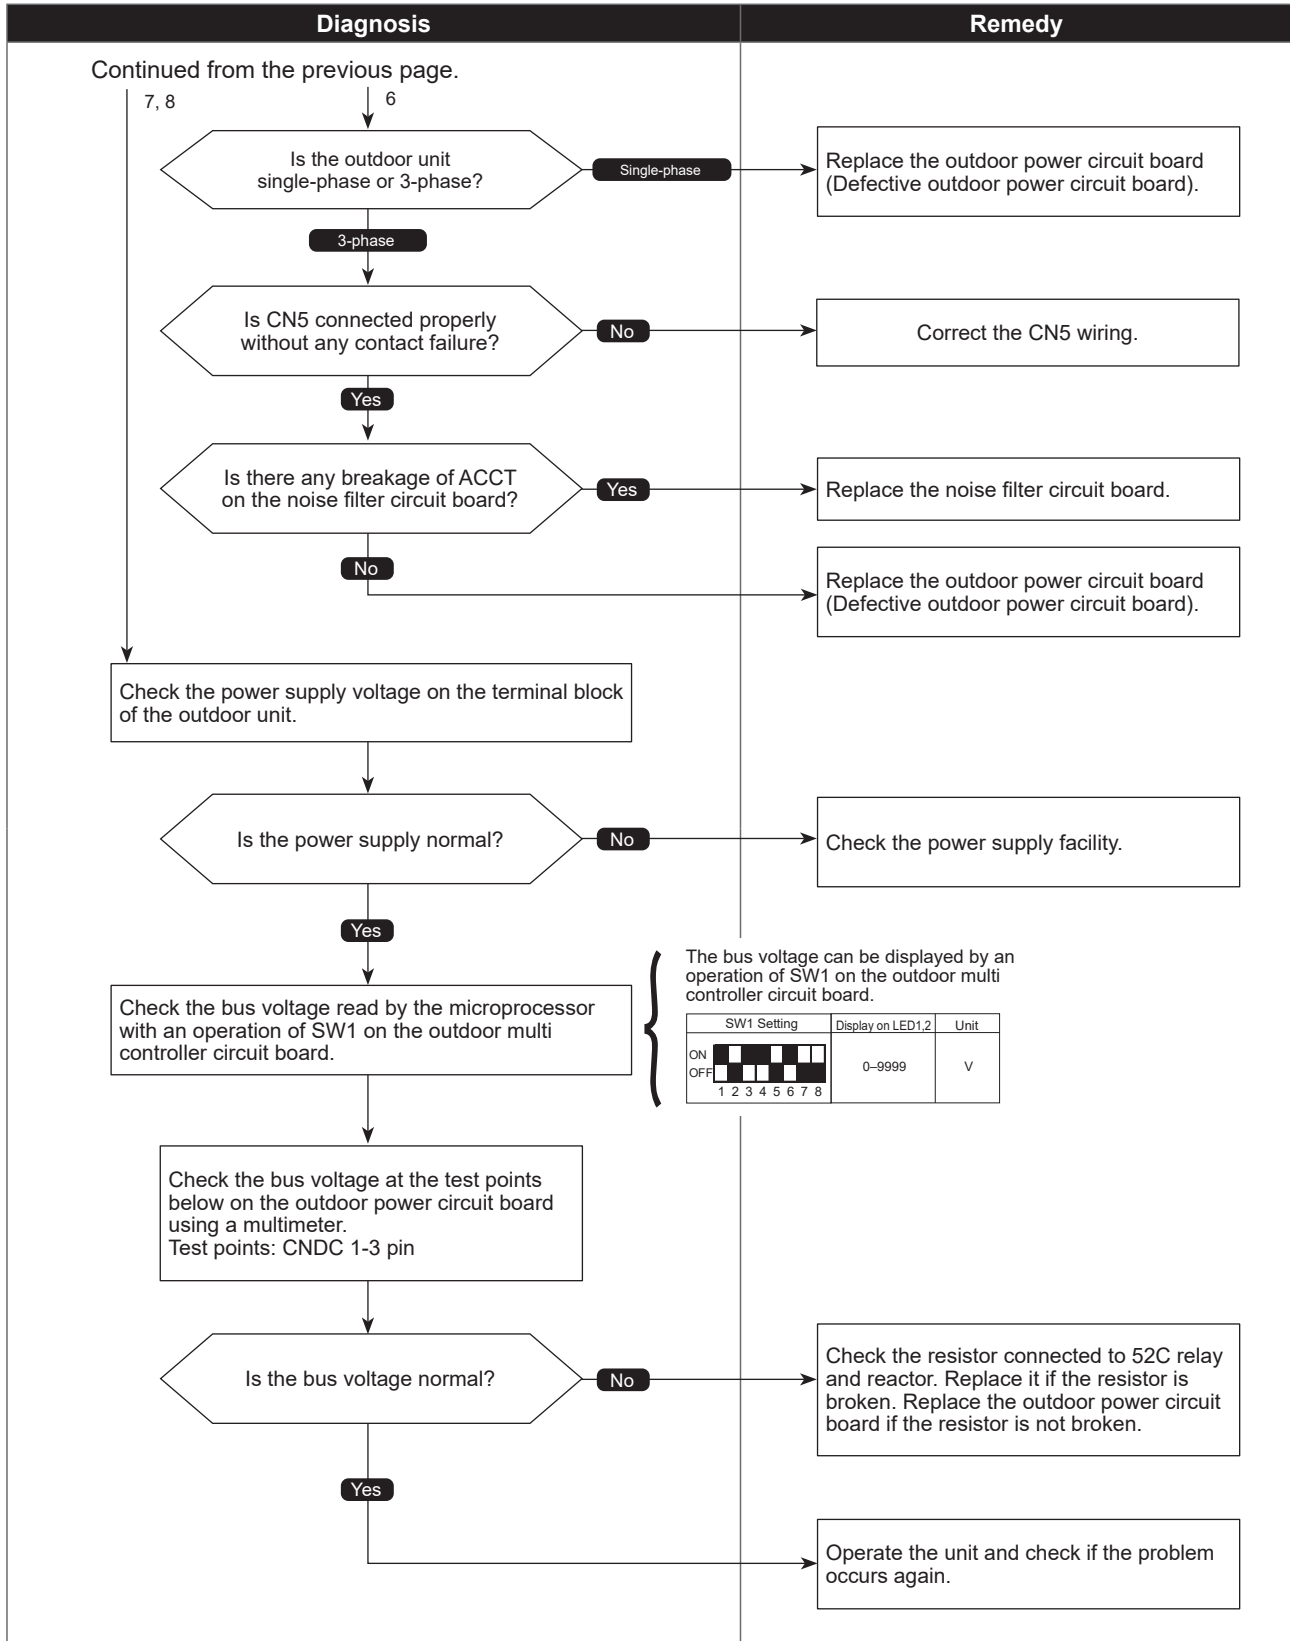 Diagnosis
Remedy
Continued from the previous page.
7, 8
6
Is the outdoor unit
single-phase or 3-phase?
Single-phase
Replace the outdoor power circuit board
(Defective outdoor power circuit board).
3-phase
Is CN5 connected properly
without any contact failure?
No
Correct the CN5 wiring.
Yes
Is there any breakage of ACCT
on the noise filter circuit board?
Yes
Replace the noise filter circuit board.
No
Replace the outdoor power circuit board
(Defective outdoor power circuit board).
Check the power supply voltage on the terminal block
of the outdoor unit.
Is the power supply normal?
No
Check the power supply facility.
Yes
Check the bus voltage read by the microprocessor
with an operation of SW1 on the outdoor multi
controller circuit board.
The bus voltage can be displayed by an
operation of SW1 on the outdoor multi
controller circuit board.
SW1 Setting Display on LED1,2 Unit
ON
OFF
1 2 3 4 5 6 7 8
0–9999 V
Check the bus voltage at the test points
below on the outdoor power circuit board
using a multimeter.
Test points: CNDC 1-3 pin
Is the bus voltage normal?
No
Check the resistor connected to 52C relay
and reactor. Replace it if the resistor is
broken. Replace the outdoor power circuit
board if the resistor is not broken.
Yes
Operate the unit and check if the problem
occurs again.